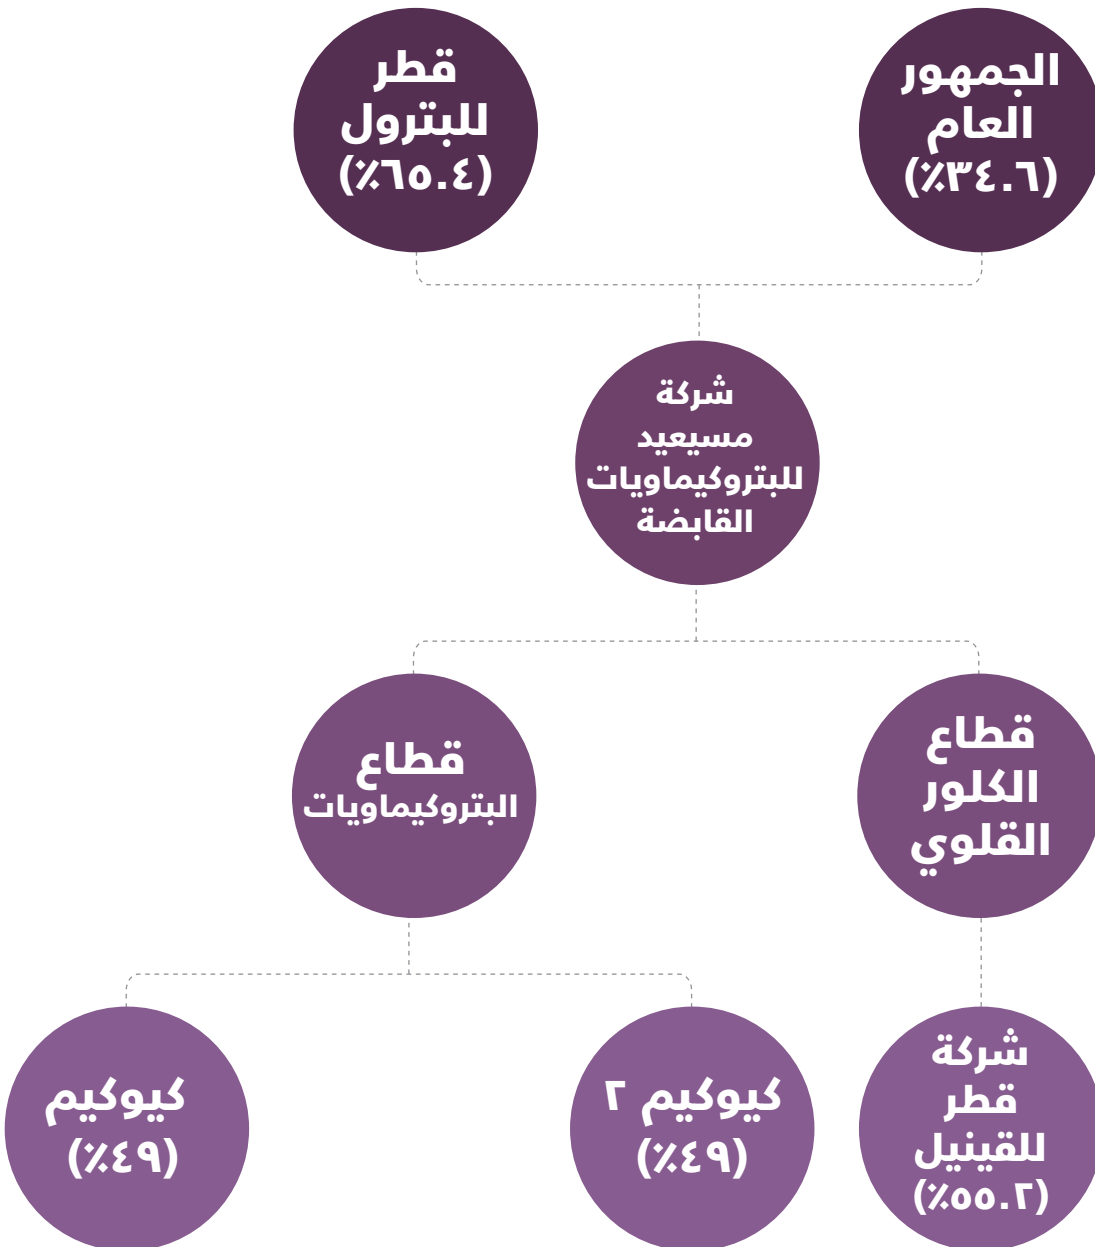 الجمهور
العام
(٣٤.٦٪)
قطر
للبترول
(٦٥.٤٪)
شركة
مسيعيد
للبتروكيماويات
القابضة
قطاع
الكلور
القلوي
قطاع
البتروكيماويات
شركة
قطر
للقينيل
(٥٥.٢٪)
كيوكيم ٢
(٤٩٪)
كيوكيم
(٤٩٪)